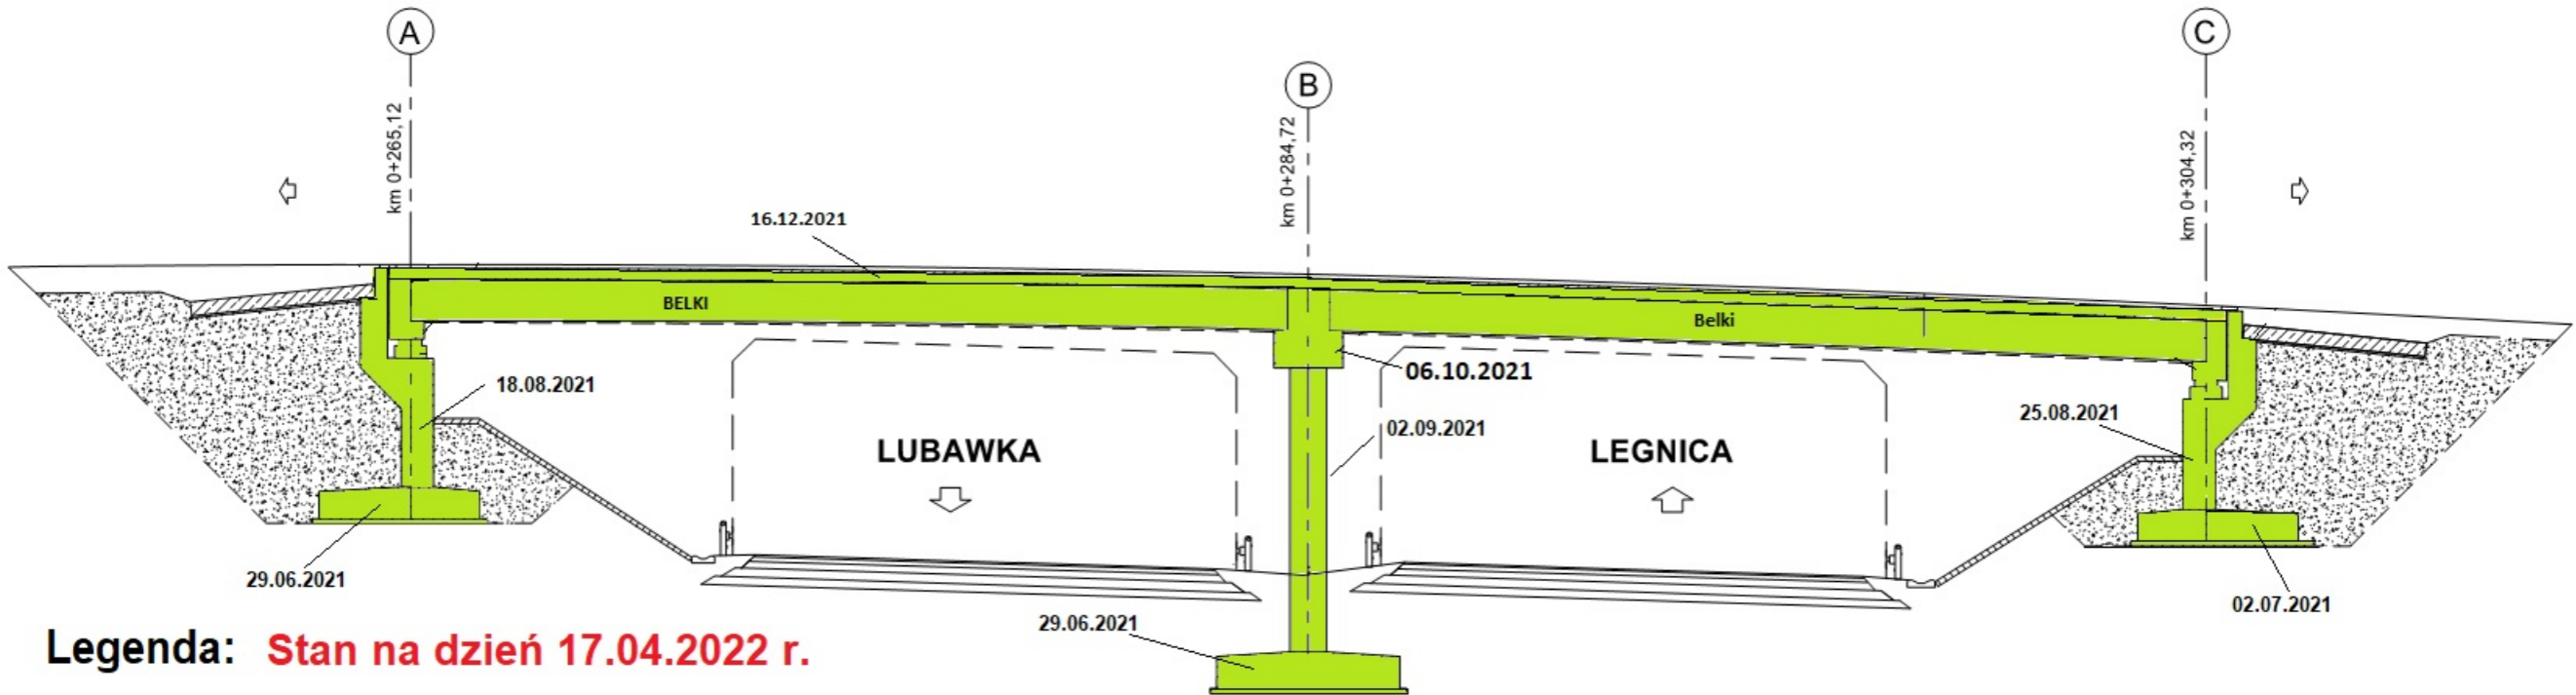 A
B
C
km 0+265,12
km 0+284,72
km 0+304,32
16.12.2021
BELKI
Belki
18.08.2021
06.10.2021
25.08.2021
02.09.2021
LUBAWKA
LEGNICA
29.06.2021
29.06.2021
02.07.2021
Legenda: Stan na dzień 17.04.2022 r.